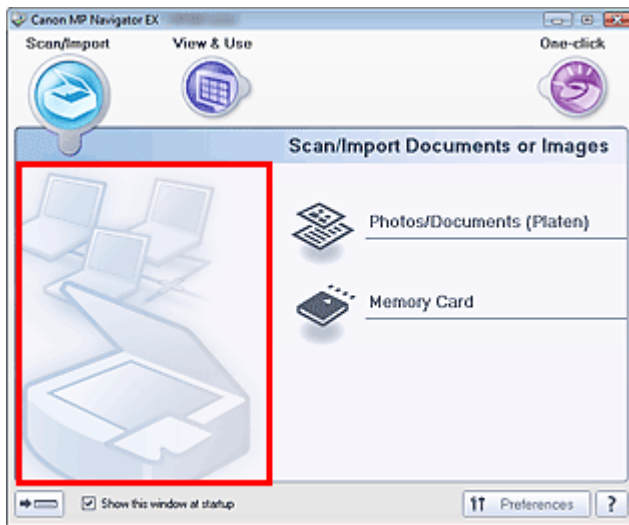 Canon MP Navigator EX
Scan/Import
View & Use
One-click
Scan/Import Documents or Images
Photos/Documents (Platen)
Memory Card
Show this window at startup
Preferences
?